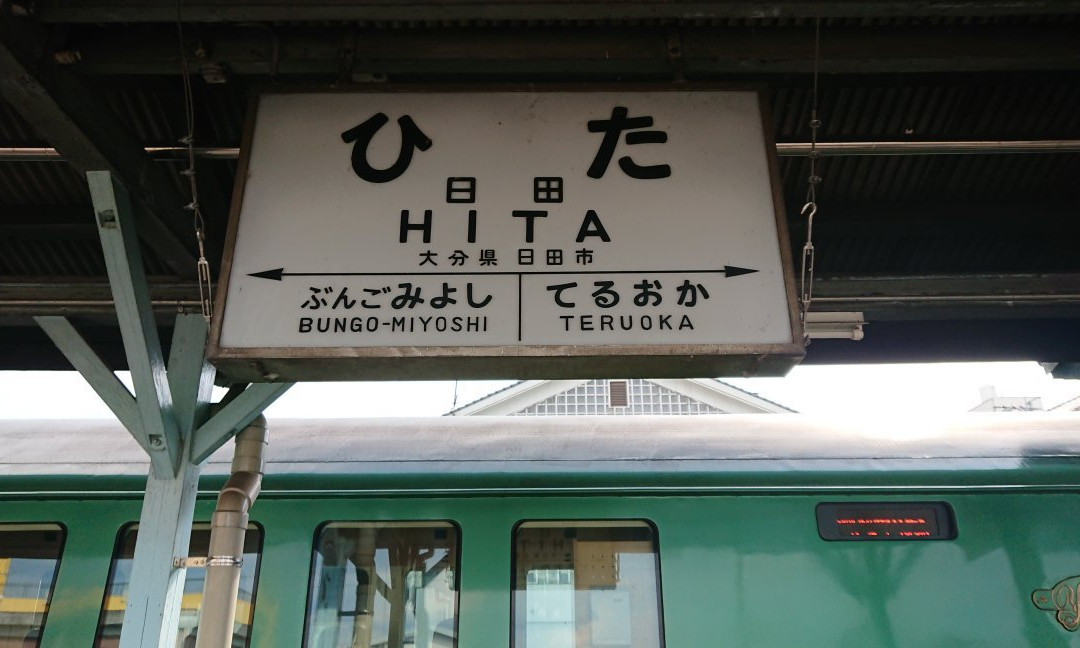 ひた
日田
HITA
大分県 日田市
ぶんごみよし てるおか
BUNGO-MIYOSHI TERUOKA